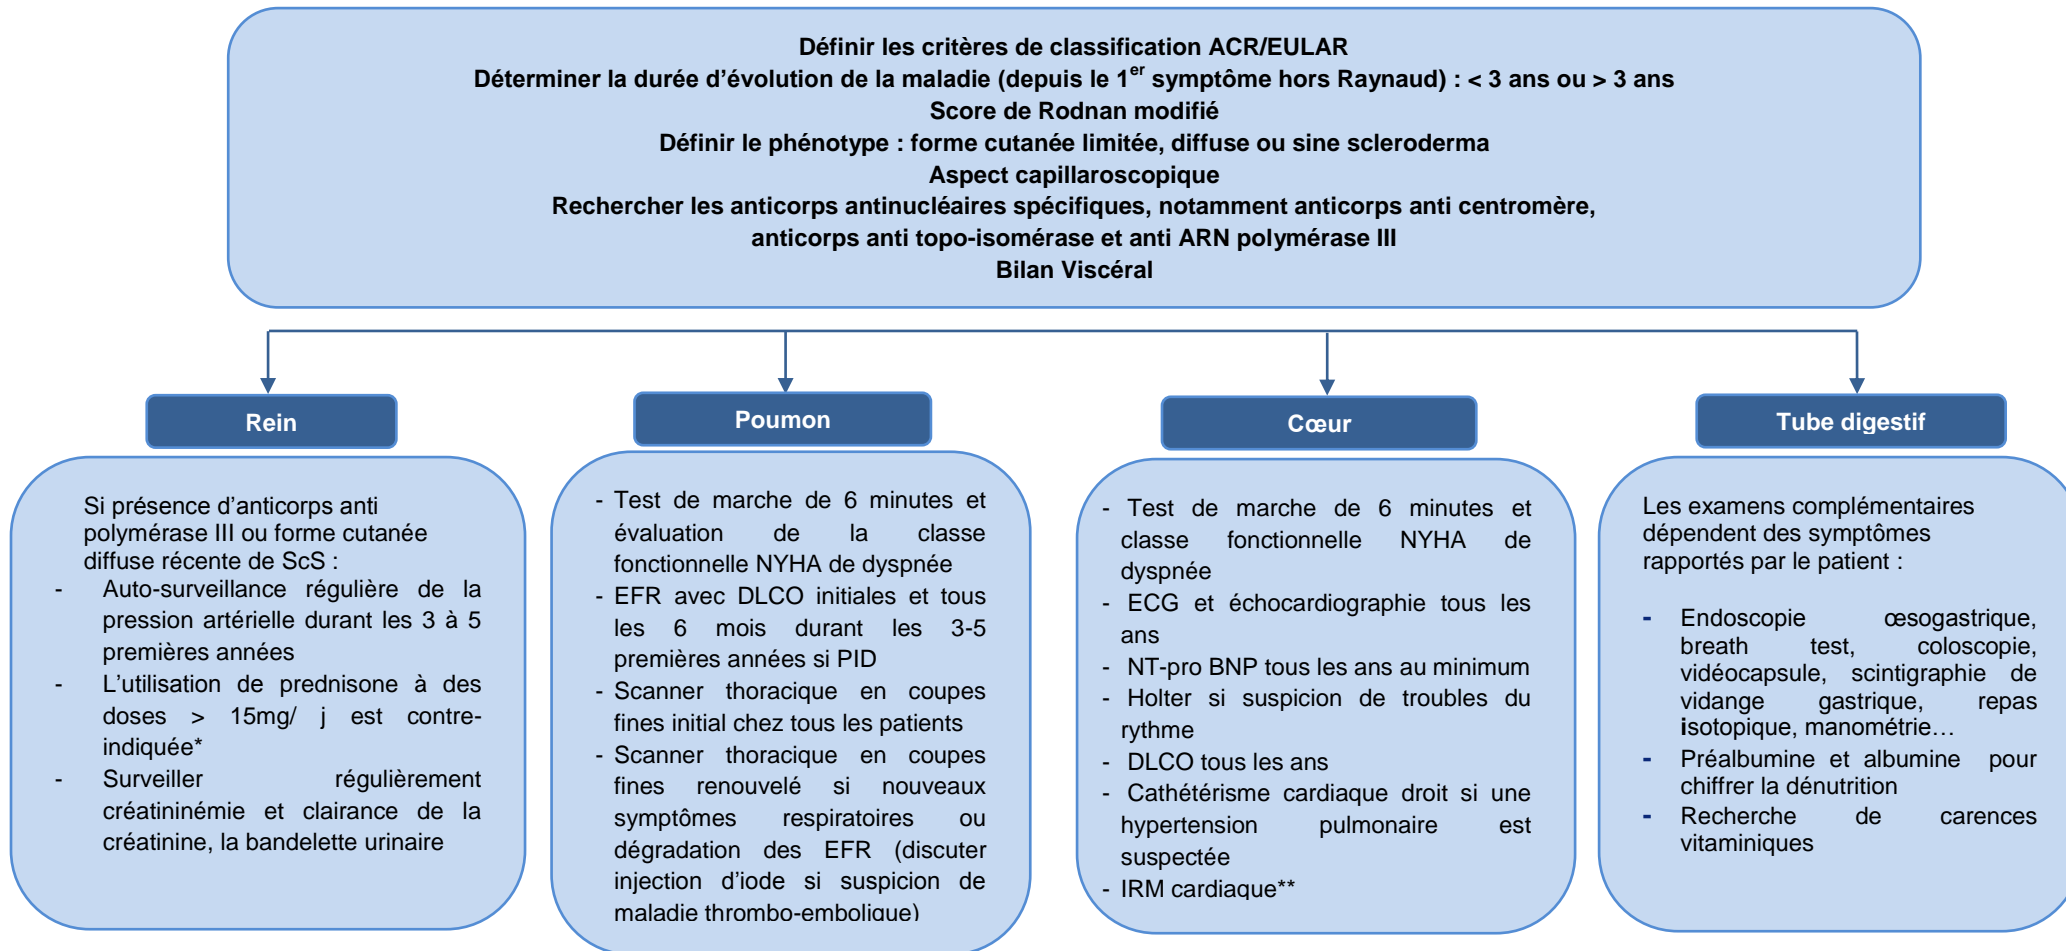 Définir les critères de classification ACR/EULAR
Déterminer la durée d'évolution de la maladie (depuis le 1er symptôme hors Raynaud) : < 3 ans ou > 3 ans
Score de Rodnan modifié
Définir le phénotype : forme cutanée limitée, diffuse ou sine scleroderma
Aspect capillaroscopique
Rechercher les anticorps antinucléaires spécifiques, notamment anticorps anti centromère,
anticorps anti topo-isomérase et anti ARN polymérase III
Bilan Viscéral
Rein
Si présence d'anticorps anti
polymérase III ou forme cutanée
diffuse récente de ScS :
- Auto-surveillance régulière de la
pression artérielle durant les 3 à 5
premières années
- L'utilisation de prednisone à des
doses > 15mg/ j est contre-
indiquée*
- Surveiller régulièrement
créatininémie et clairance de la
créatinine, la bandelette urinaire
Poumon
- Test de marche de 6 minutes et
évaluation de la classe
fonctionnelle NYHA de dyspnée
- EFR avec DLCO initiales et tous
les 6 mois durant les 3-5
premières années si PID
- Scanner thoracique en coupes
fines initial chez tous les patients
- Scanner thoracique en coupes
fines renouvelé si nouveaux
symptômes respiratoires ou
dégradation des EFR (discuter
injection d'iode si suspicion de
maladie thrombo-embolique)
Cœur
- Test de marche de 6 minutes et
classe fonctionnelle NYHA de
dyspnée
- ECG et échocardiographie tous les
ans
- NT-pro BNP tous les ans au minimum
- Holter si suspicion de troubles du
rythme
- DLCO tous les ans
- Cathétérisme cardiaque droit si une
hypertension pulmonaire est
suspectée
- IRM cardiaque**
Tube digestif
Les examens complémentaires
dépendent des symptômes
rapportés par le patient :
- Endoscopie œsogastrique,
breath test, coloscopie,
vidéocapsule, scintigraphie de
vidange gastrique, repas
isotopique, manométrie…
- Préalbumine et albumine pour
chiffrer la dénutrition
- Recherche de carences
vitaminiques